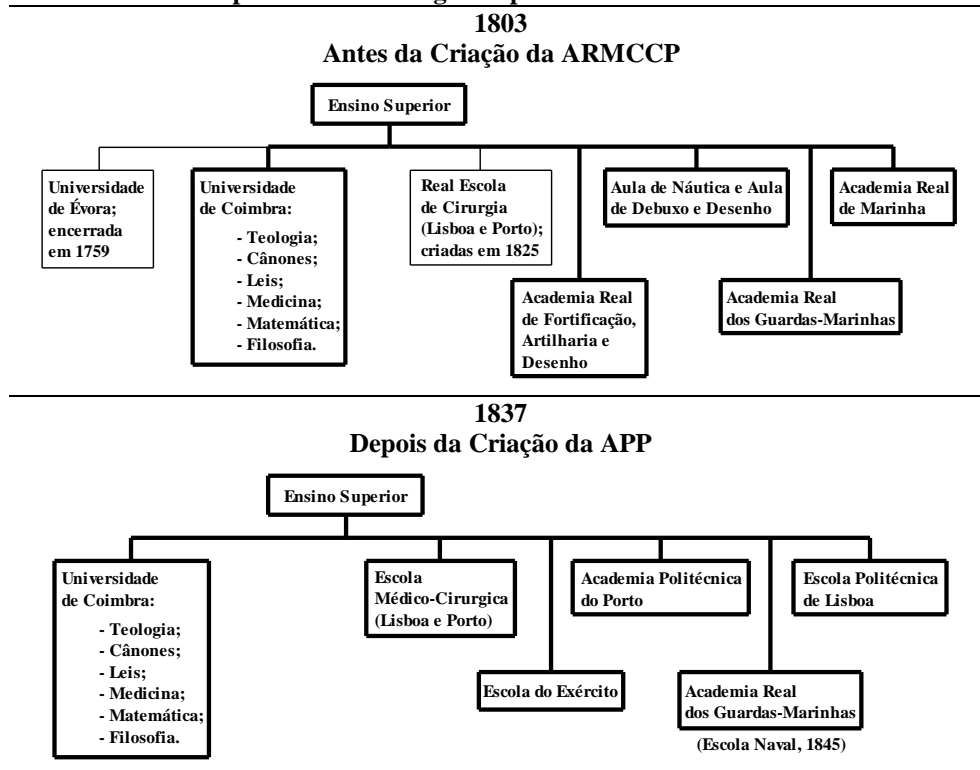 1803
Antes da Criação da ARMCCP
Ensino Superior
Universidade
de Évora;
encerrada
em 1759
Universidade
de Coimbra:
- Teologia;
- Cânones;
- Leis;
- Medicina;
- Matemática;
- Filosofia.
Real Escola
de Cirurgia
(Lisboa e Porto);
criadas em 1825
Academia Real
de Fortificação,
Artilharia e
Desenho
Aula de Náutica e Aula
de Debuxo e Desenho
Academia Real
dos Guardas-Marinhas
Academia Real
de Marinha
1837
Depois da Criação da APP
Ensino Superior
Universidade
de Coimbra:
- Teologia;
- Cânones;
- Leis;
- Medicina;
- Matemática;
- Filosofia.
Escola
Médico-Cirurgica
(Lisboa e Porto)
Escola do Exército
Academia Politécnica
do Porto
Academia Real
dos Guardas-Marinhas
(Escola Naval, 1845)
Escola Politécnica
de Lisboa